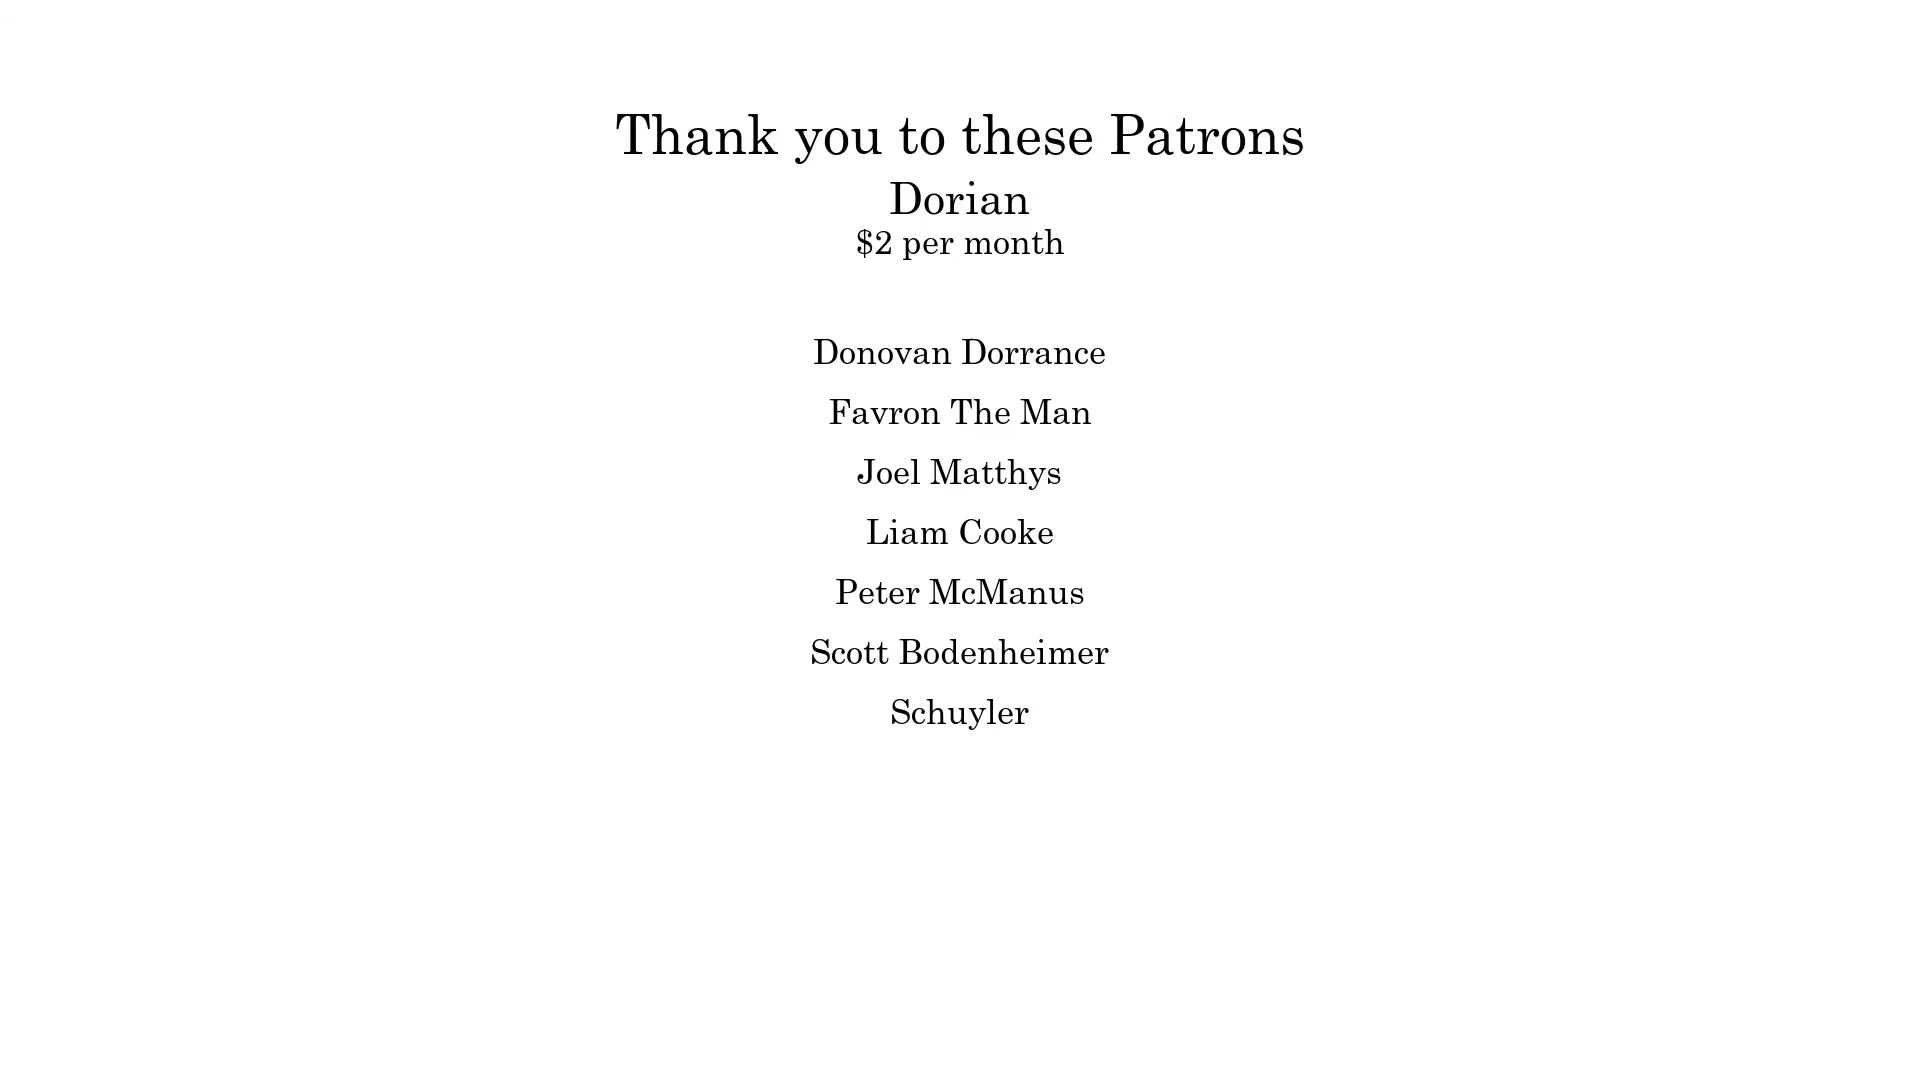 Thank you to these Patrons
Dorian
$2 per month
Donovan Dorrance
Favron The Man
Joel Matthys
Liam Cooke
Peter McManus
Scott Bodenheimer
Schuyler